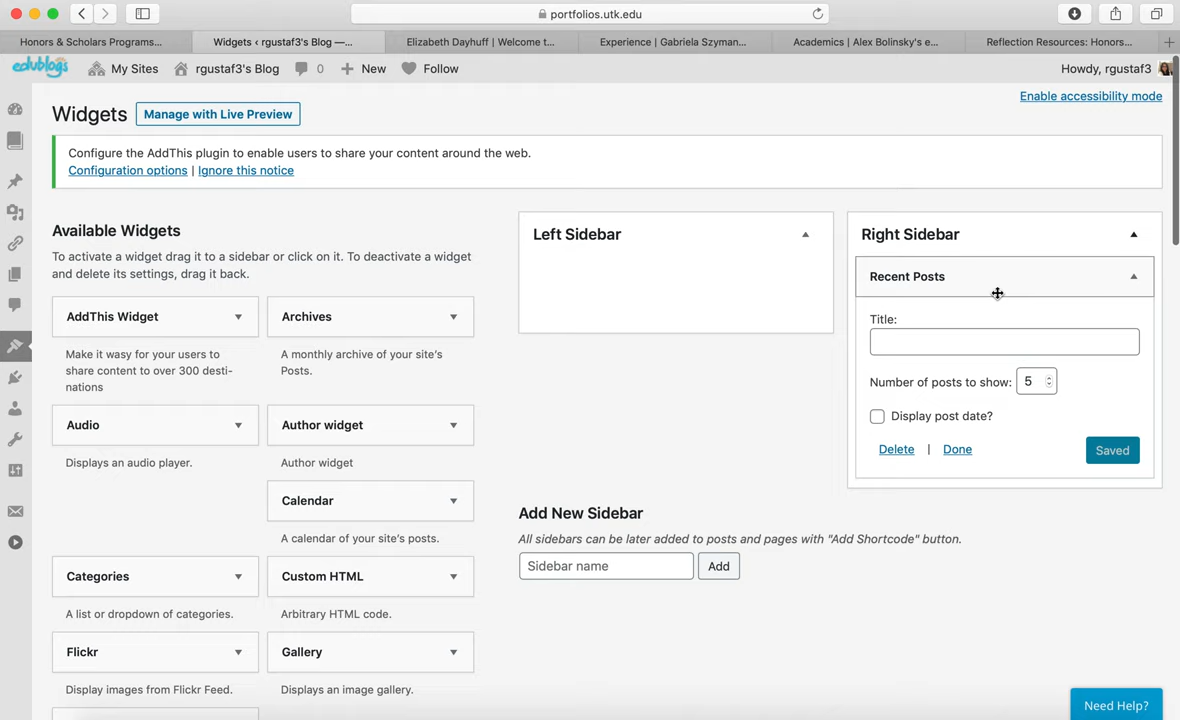 portfolios.utk.edu
Honors & Scholars Programs...
Widgets ‹ rgustaf3's Blog —...
Elizabeth Dayhuff | Welcome t...
Experience | Gabriela Szyman...
Academics | Alex Bolinsky's e...
Reflection Resources: Honors...
edublogs
My Sites
rgustaf3's Blog
0
New
Follow
Howdy, rgustaf3
Enable accessibility mode
Widgets
Manage with Live Preview
Configure the AddThis plugin to enable users to share your content around the web.
Configuration options | Ignore this notice
Available Widgets
To activate a widget drag it to a sidebar or click on it. To deactivate a widget
and delete its settings, drag it back.
AddThis Widget
Make it wasy for your users to
share content to over 300 desti-
nations
Archives
A monthly archive of your site's
Posts.
Audio
Displays an audio player.
Author widget
Author widget
Calendar
A calendar of your site's posts.
Categories
A list or dropdown of categories.
Custom HTML
Arbitrary HTML code.
Flickr
Display images from Flickr Feed.
Gallery
Displays an image gallery.
Left Sidebar
Right Sidebar
Recent Posts
Title:
Number of posts to show: 5
Display post date?
Delete | Done
Saved
Add New Sidebar
All sidebars can be later added to posts and pages with "Add Shortcode" button.
Sidebar name
Add
Need Help?